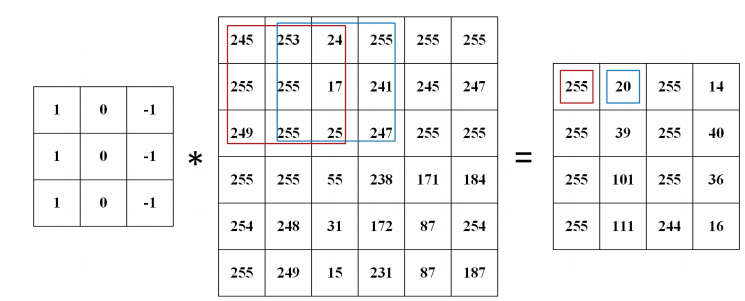 1 0 -1
1 0 -1
1 0 -1
*
245 253 24 255 255 255
255 255 17 241 245 247
249 255 25 247 255 255
255 255 55 238 171 184
254 248 31 172 87 254
255 249 15 231 87 187
=
255 20 255 14
255 39 255 40
255 101 255 36
255 111 244 16